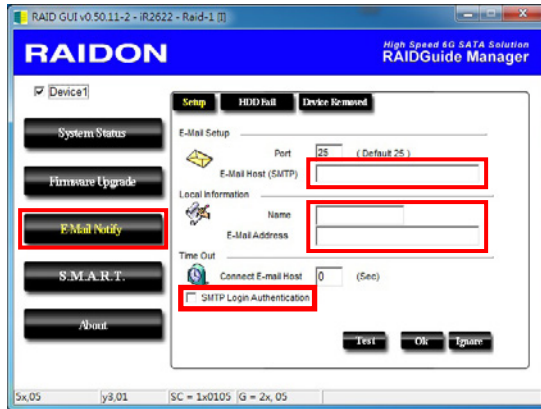 RAID GUI v0.50.11-2 - iR2622 - Raid-1 []
RAIDON
High Speed 6G SATA Solution
RAIDGuide Manager
Device1
System Status
Firmware Upgrade
E-Mail Notify
S.M.A.R.T.
About
Setup HDD Fail Device Removed
E-Mail Setup
Port 25 ( Default 25 )
E-Mail Host (SMTP)
Local Information
Name
E-Mail Address
Time Out
Connect E-mail Host 0 (Sec)
SMTP Login Authentication
Test Ok Ignore
5x,05 y3,01 SC = 1x0105 G = 2x, 05